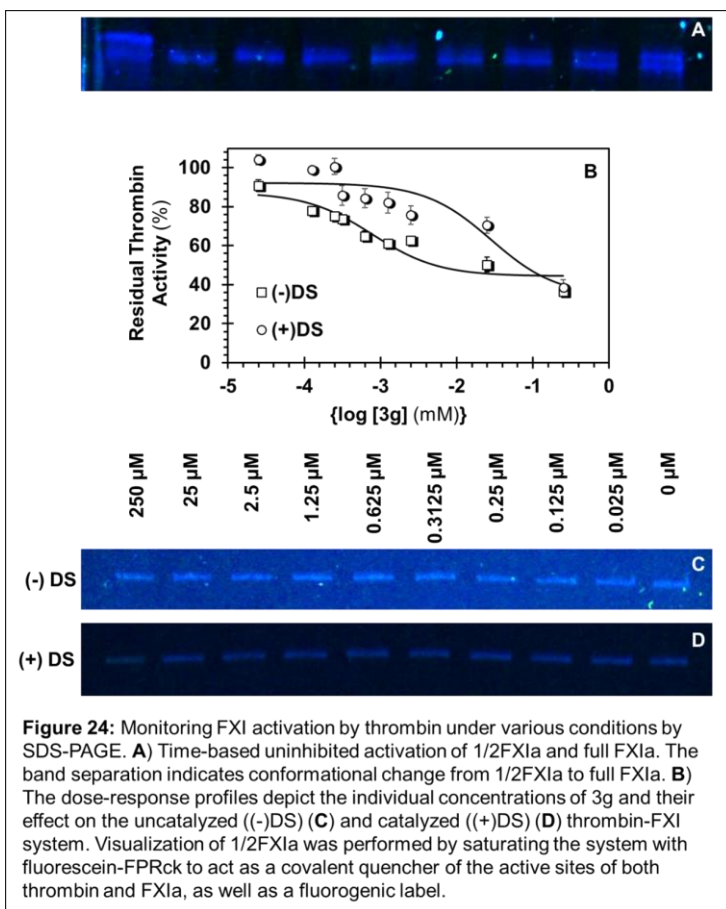 A
B
Residual Thrombin
Activity (%)
100
80
60
40
20
0
(-)DS
(+)DS
-5 -4 -3 -2 -1 0
{log [3g] (mM)}
250 µM 25 µM 2.5 µM 1.25 µM 0.625 µM 0.3125 µM 0.25 µM 0.125 µM 0.025 µM 0 µM
(-) DS
C
(+) DS
D
Figure 24: Monitoring FXI activation by thrombin under various conditions by
SDS-PAGE. A) Time-based uninhibited activation of 1/2FXIa and full FXIa. The
band separation indicates conformational change from 1/2FXIa to full FXIa. B)
The dose-response profiles depict the individual concentrations of 3g and their
effect on the uncatalyzed ((-)DS) (C) and catalyzed ((+)DS) (D) thrombin-FXI
system. Visualization of 1/2FXIa was performed by saturating the system with
fluorescein-FPRck to act as a covalent quencher of the active sites of both
thrombin and FXIa, as well as a fluorogenic label.